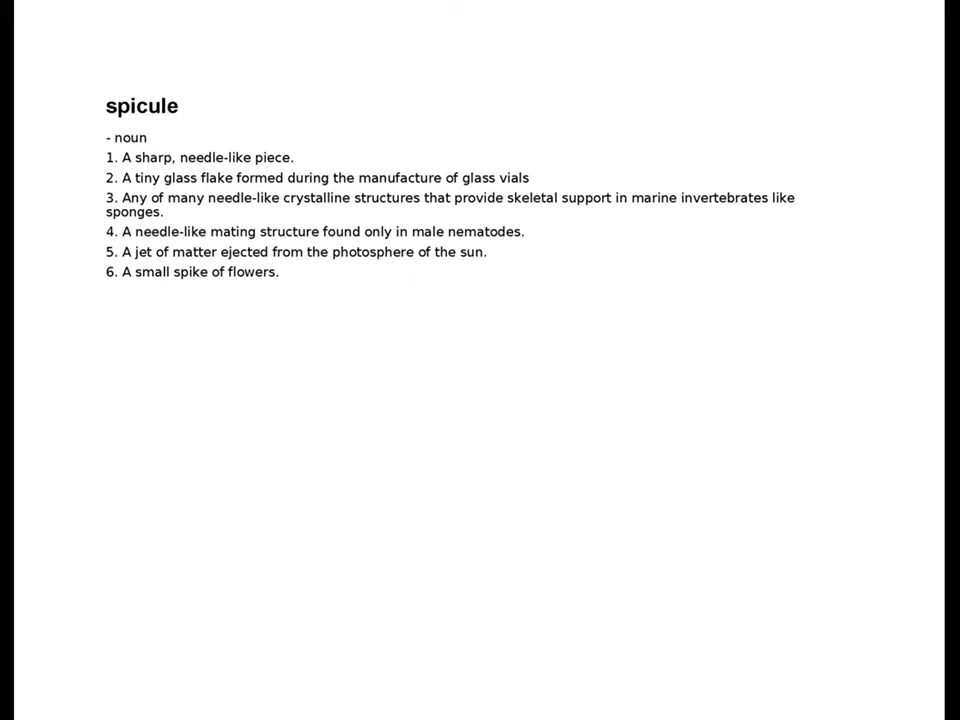 spicule
- noun
1. A sharp, needle-like piece.
2. A tiny glass flake formed during the manufacture of glass vials
3. Any of many needle-like crystalline structures that provide skeletal support in marine invertebrates like
sponges.
4. A needle-like mating structure found only in male nematodes.
5. A jet of matter ejected from the photosphere of the sun.
6. A small spike of flowers.